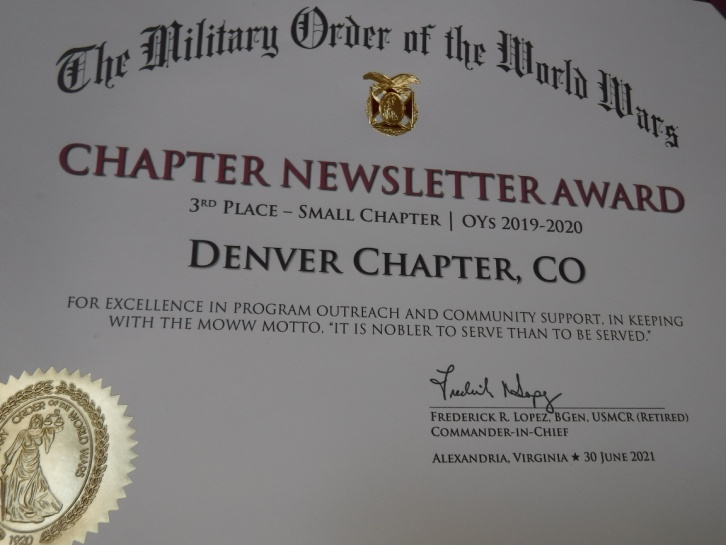 The Military Order of the World Wars
CHAPTER NEWSLETTER AWARD
3RD PLACE – SMALL CHAPTER | OYS 2019-2020
DENVER CHAPTER, CO
FOR EXCELLENCE IN PROGRAM OUTREACH AND COMMUNITY SUPPORT, IN KEEPING
WITH THE MOWW MOTTO, "IT IS NOBLER TO SERVE THAN TO BE SERVED."
Fredrick R Lopez
FREDERICK R. LOPEZ, BGEN, USMCR (RETIRED)
COMMANDER-IN-CHIEF
ALEXANDRIA, VIRGINIA ★ 30 JUNE 2021
ORDER OF THE WORLD WARS
1920